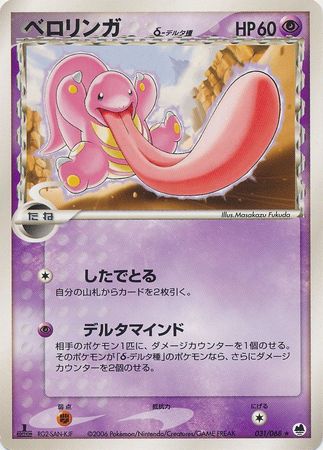 ベロリンガ δ-デルタ種 HP60
Illus.Masakazu Fukuda
たね
したでとる
自分の山札からカードを2枚引く。
デルタマインド
相手のポケモン1匹に、ダメージカウンターを1個のせる。
そのポケモンが「δ-デルタ種」のポケモンなら、さらにダメージ
カウンターを2個のせる。
弱点 抵抗力 にげる
1 EDITION RG2-SAN-KJF ©2006 Pokémon/Nintendo/Creatures/GAME FREAK 031/068 ★